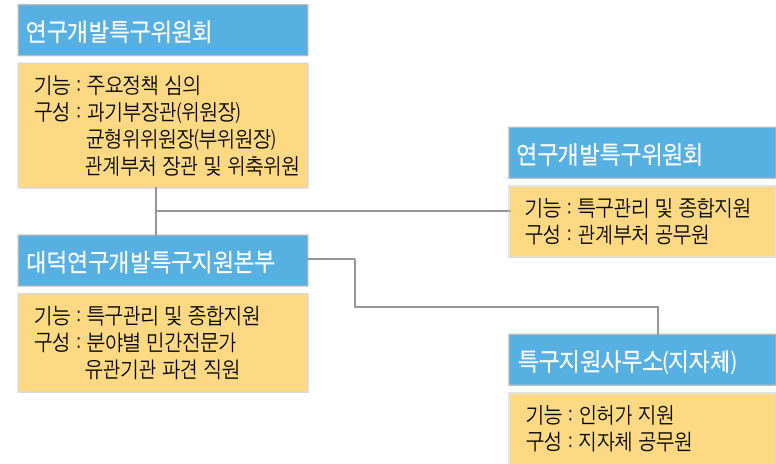 연구개발특구위원회
기능 : 주요정책 심의
구성 : 과기부장관(위원장)
균형위위원장(부위원장)
관계부처 장관 및 위축위원
연구개발특구위원회
기능 : 특구관리 및 종합지원
구성 : 관계부처 공무원
대덕연구개발특구지원본부
기능 : 특구관리 및 종합지원
구성 : 분야별 민간전문가
유관기관 파견 직원
특구지원사무소(지자체)
기능 : 인허가 지원
구성 : 지자체 공무원